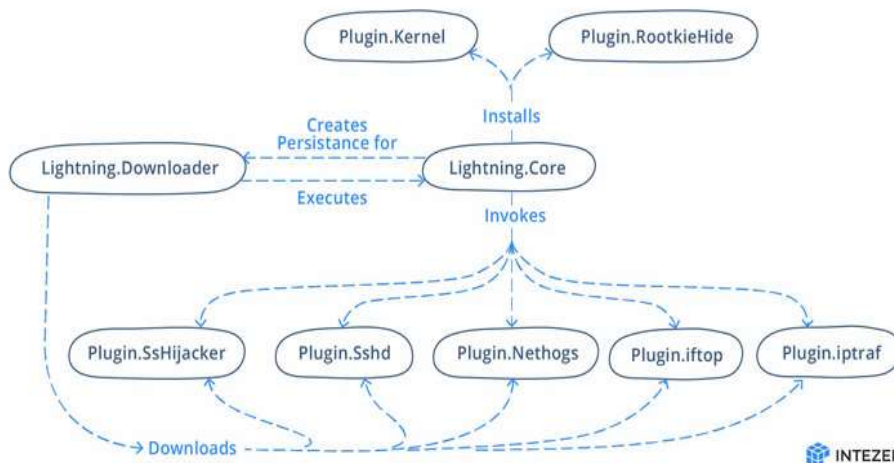 Plugin.Kernel
Plugin.RootkieHide
Installs
Creates
Persistance for
Lightning.Downloader
Lightning.Core
Executes
Invokes
Plugin.SsHijacker
Plugin.Sshd
Plugin.Nethogs
Plugin.iftop
Plugin.iptraf
Downloads